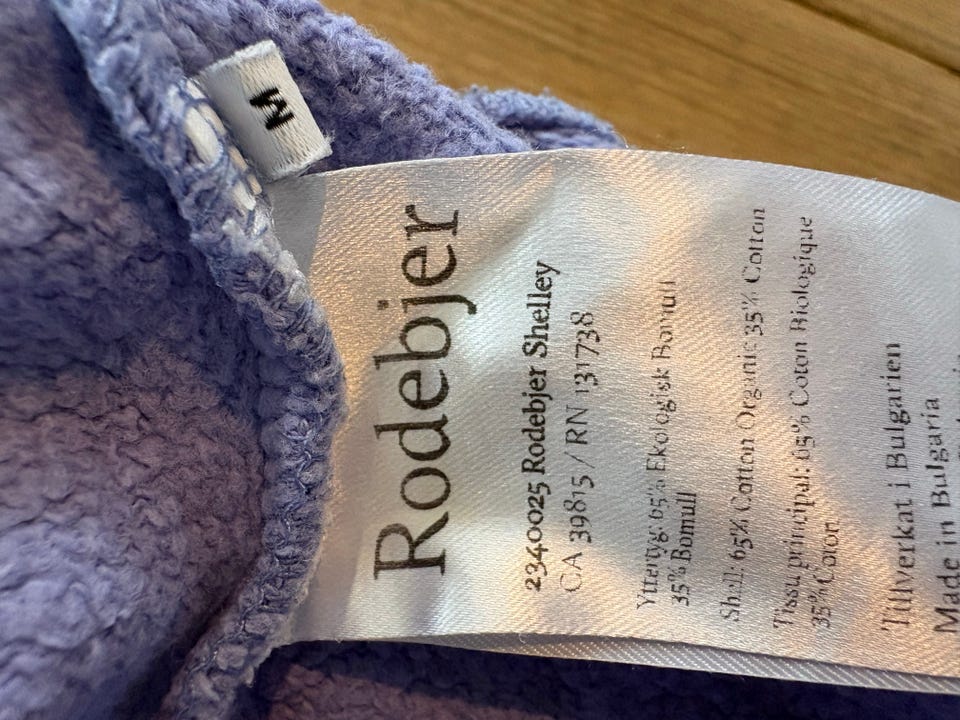 M
Rodebjer
2340025 Rodebjer Shelley
CA 39815 / RN 131738
Yttertyg: 65% Ekologisk Bomull
35% Bomull
Shell: 65% Cotton Organic 35% Cotton
Tissu principal: 65% Coton Biologique
35% Coton
Tillverkat i Bulgarien
Made in Bulgaria